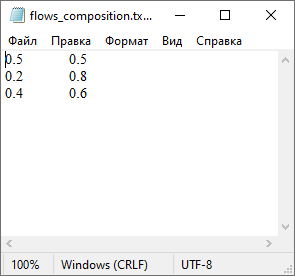 flows_composition.tx...
Файл Правка Формат Вид Справка
0.5 0.5
0.2 0.8
0.4 0.6
100% Windows (CRLF) UTF-8